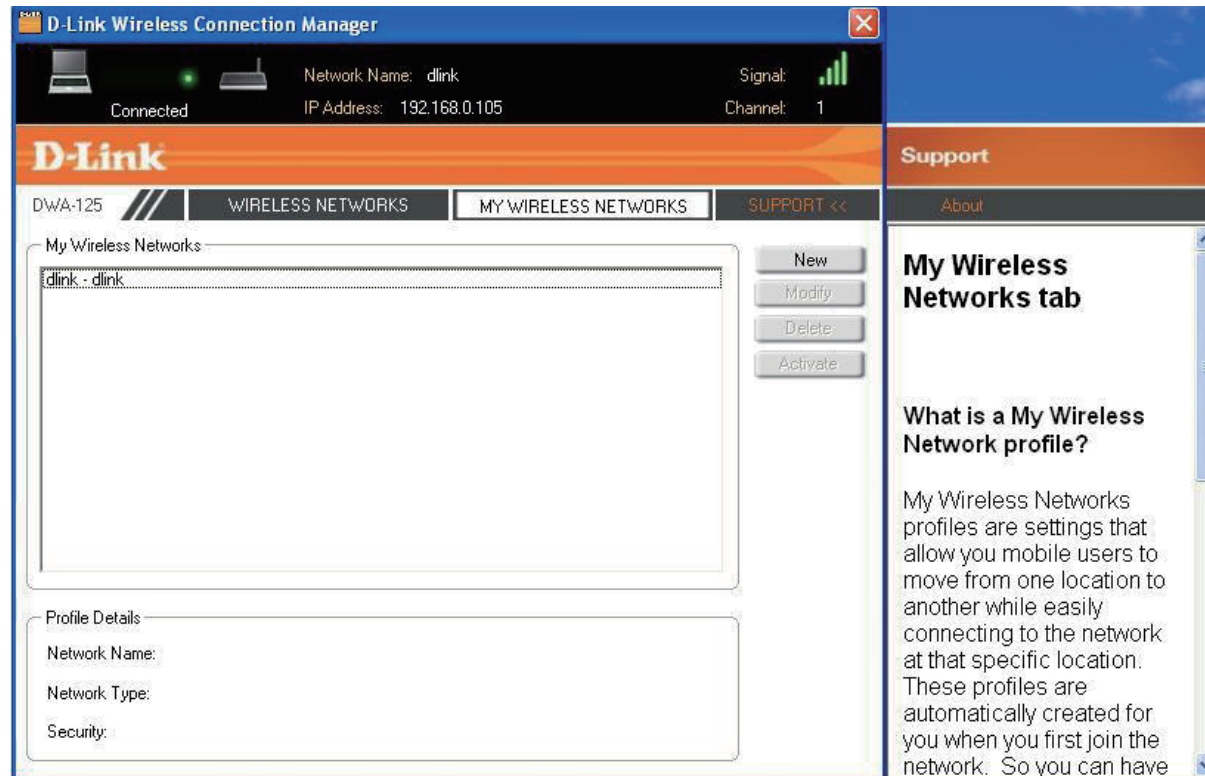 D-Link Wireless Connection Manager
Network Name: dlink
Signal:
Connected
IP Address: 192.168.0.105
Channel: 1
D-Link
DWA-125
WIRELESS NETWORKS
MY WIRELESS NETWORKS
SUPPORT <<
My Wireless Networks
dlink - dlink
New
Modify
Delete
Activate
Profile Details
Network Name:
Network Type:
Security:
Support
About
My Wireless
Networks tab
What is a My Wireless
Network profile?
My Wireless Networks
profiles are settings that
allow you mobile users to
move from one location to
another while easily
connecting to the network
at that specific location.
These profiles are
automatically created for
you when you first join the
network. So you can have